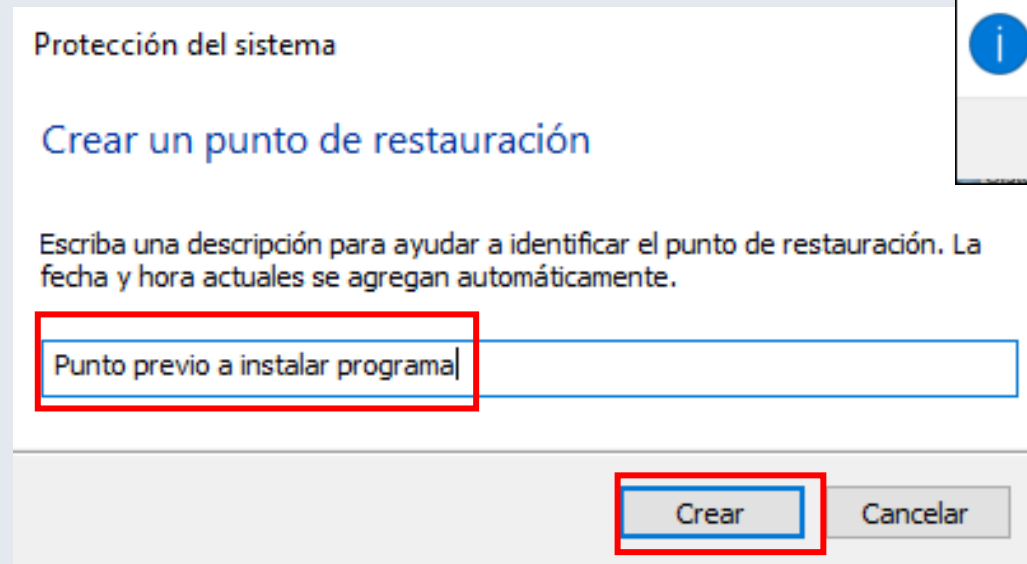 Protección del sistema
Crear un punto de restauración
Escriba una descripción para ayudar a identificar el punto de restauración. La
fecha y hora actuales se agregan automáticamente.
Punto previo a instalar programa
Crear
Cancelar